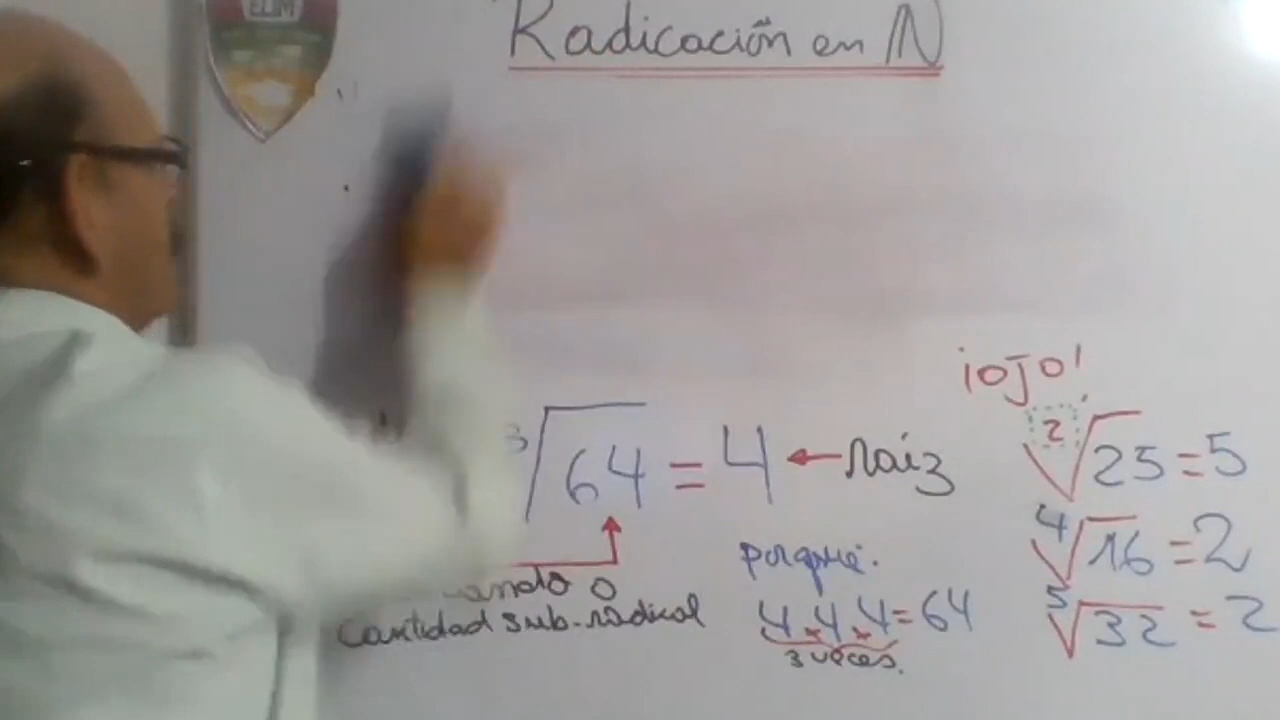 ELIM
Radicación en ℕ
∛64 = 4 ← raíz
cantidad sub-radical
porque:
4 x 4 x 4 = 64
3 veces.
¡ojo!
²√25 = 5
⁴√16 = 2
⁵√32 = 2